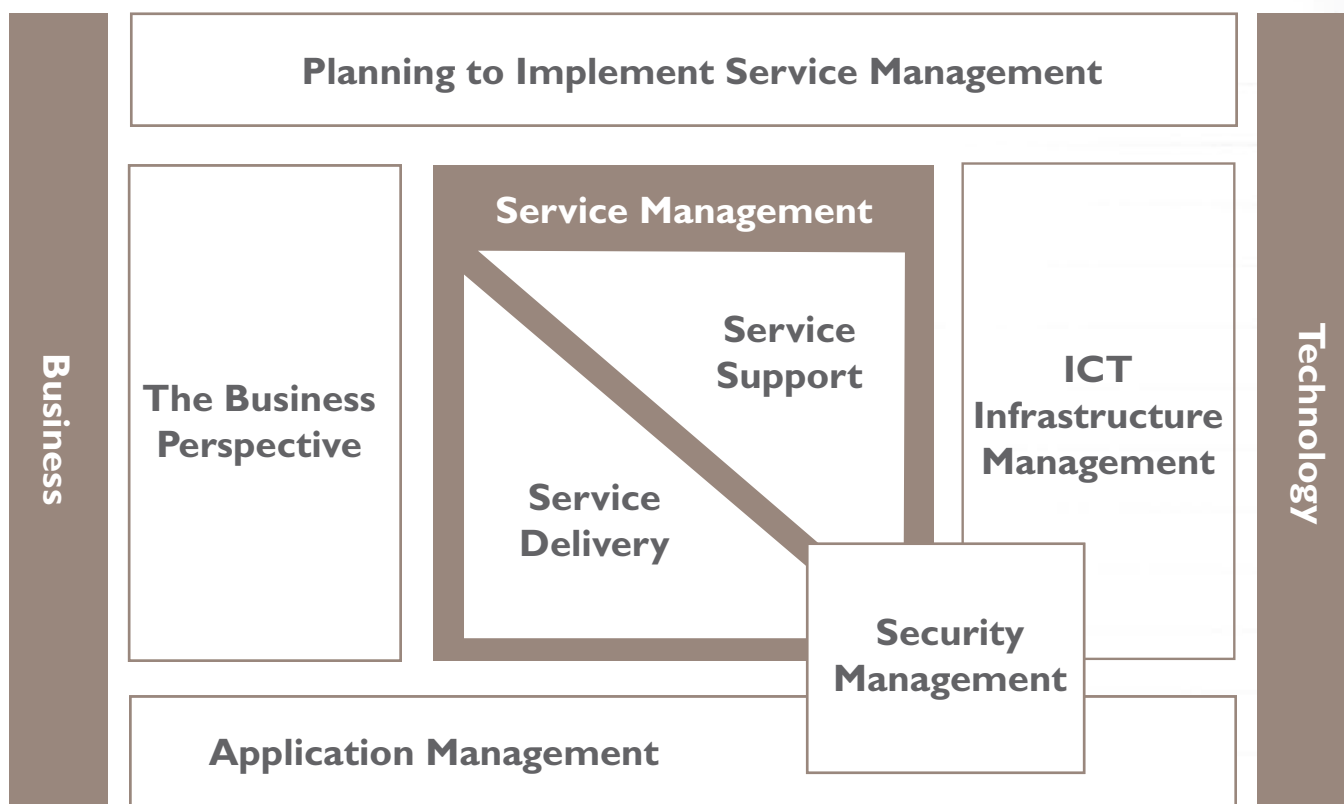 Planning to Implement Service Management
Business
The Business
Perspective
Service Management
Service
Support
Service
Delivery
ICT
Infrastructure
Management
Technology
Security
Management
Application Management